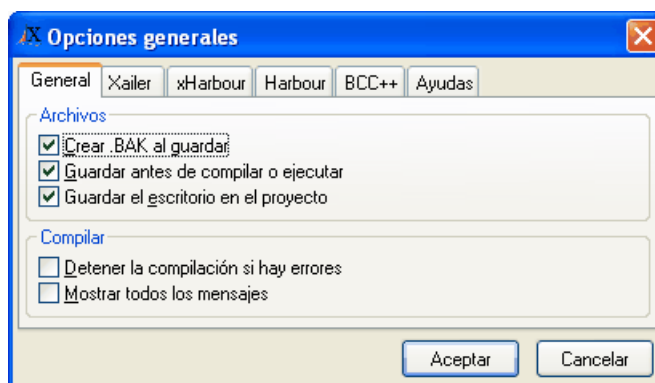 Opciones generales
General Xailer xHarbour Harbour BCC++ Ayudas
Archivos
Crear .BAK al guardar
Guardar antes de compilar o ejecutar
Guardar el escritorio en el proyecto
Compilar
Detener la compilación si hay errores
Mostrar todos los mensajes
Aceptar Cancelar